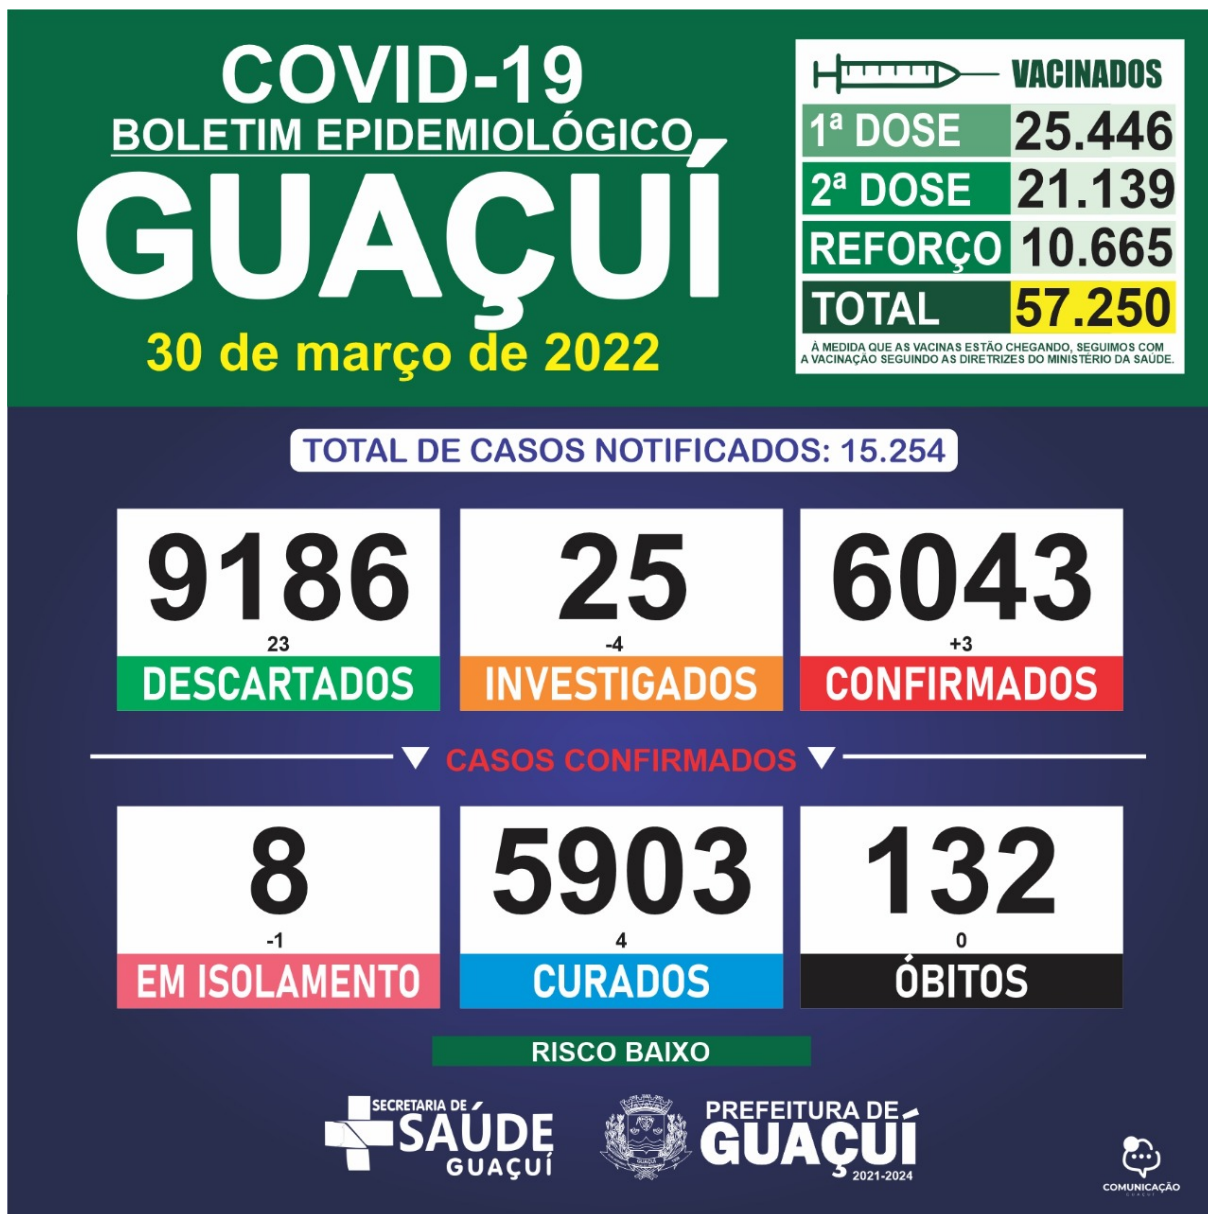 COVID-19
BOLETIM EPIDEMIOLÓGICO
GUAÇUÍ
30 de março de 2022
VACINADOS
1ª DOSE 25.446
2ª DOSE 21.139
REFORÇO 10.665
TOTAL 57.250
À MEDIDA QUE AS VACINAS ESTÃO CHEGANDO, SEGUIMOS COM
A VACINAÇÃO SEGUINDO AS DIRETRIZES DO MINISTÉRIO DA SAÚDE.
TOTAL DE CASOS NOTIFICADOS: 15.254
9186
23
DESCARTADOS
25
-4
INVESTIGADOS
6043
+3
CONFIRMADOS
CASOS CONFIRMADOS
8
-1
EM ISOLAMENTO
5903
4
CURADOS
132
0
ÓBITOS
RISCO BAIXO
SECRETARIA DE
SAÚDE
GUAÇUÍ
GUAÇUÍ
PREFEITURA DE
GUAÇUÍ
2021-2024
COMUNICAÇÃO
GUAÇUÍ